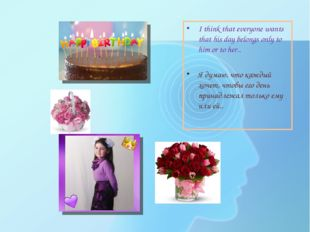 HAPPY BIRTHDAY
I think that everyone wants
that his day belongs only to
him or to her..
Я думаю, что каждый
хочет, чтобы его день
принадлежал только ему
или ей..